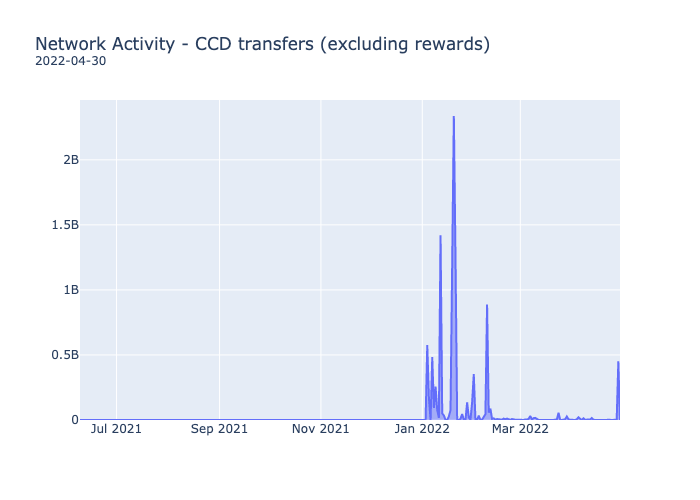 Network Activity - CCD transfers (excluding rewards)
2022-04-30
2B
1.5B
1B
0.5B
0
Jul 2021 Sep 2021 Nov 2021 Jan 2022 Mar 2022